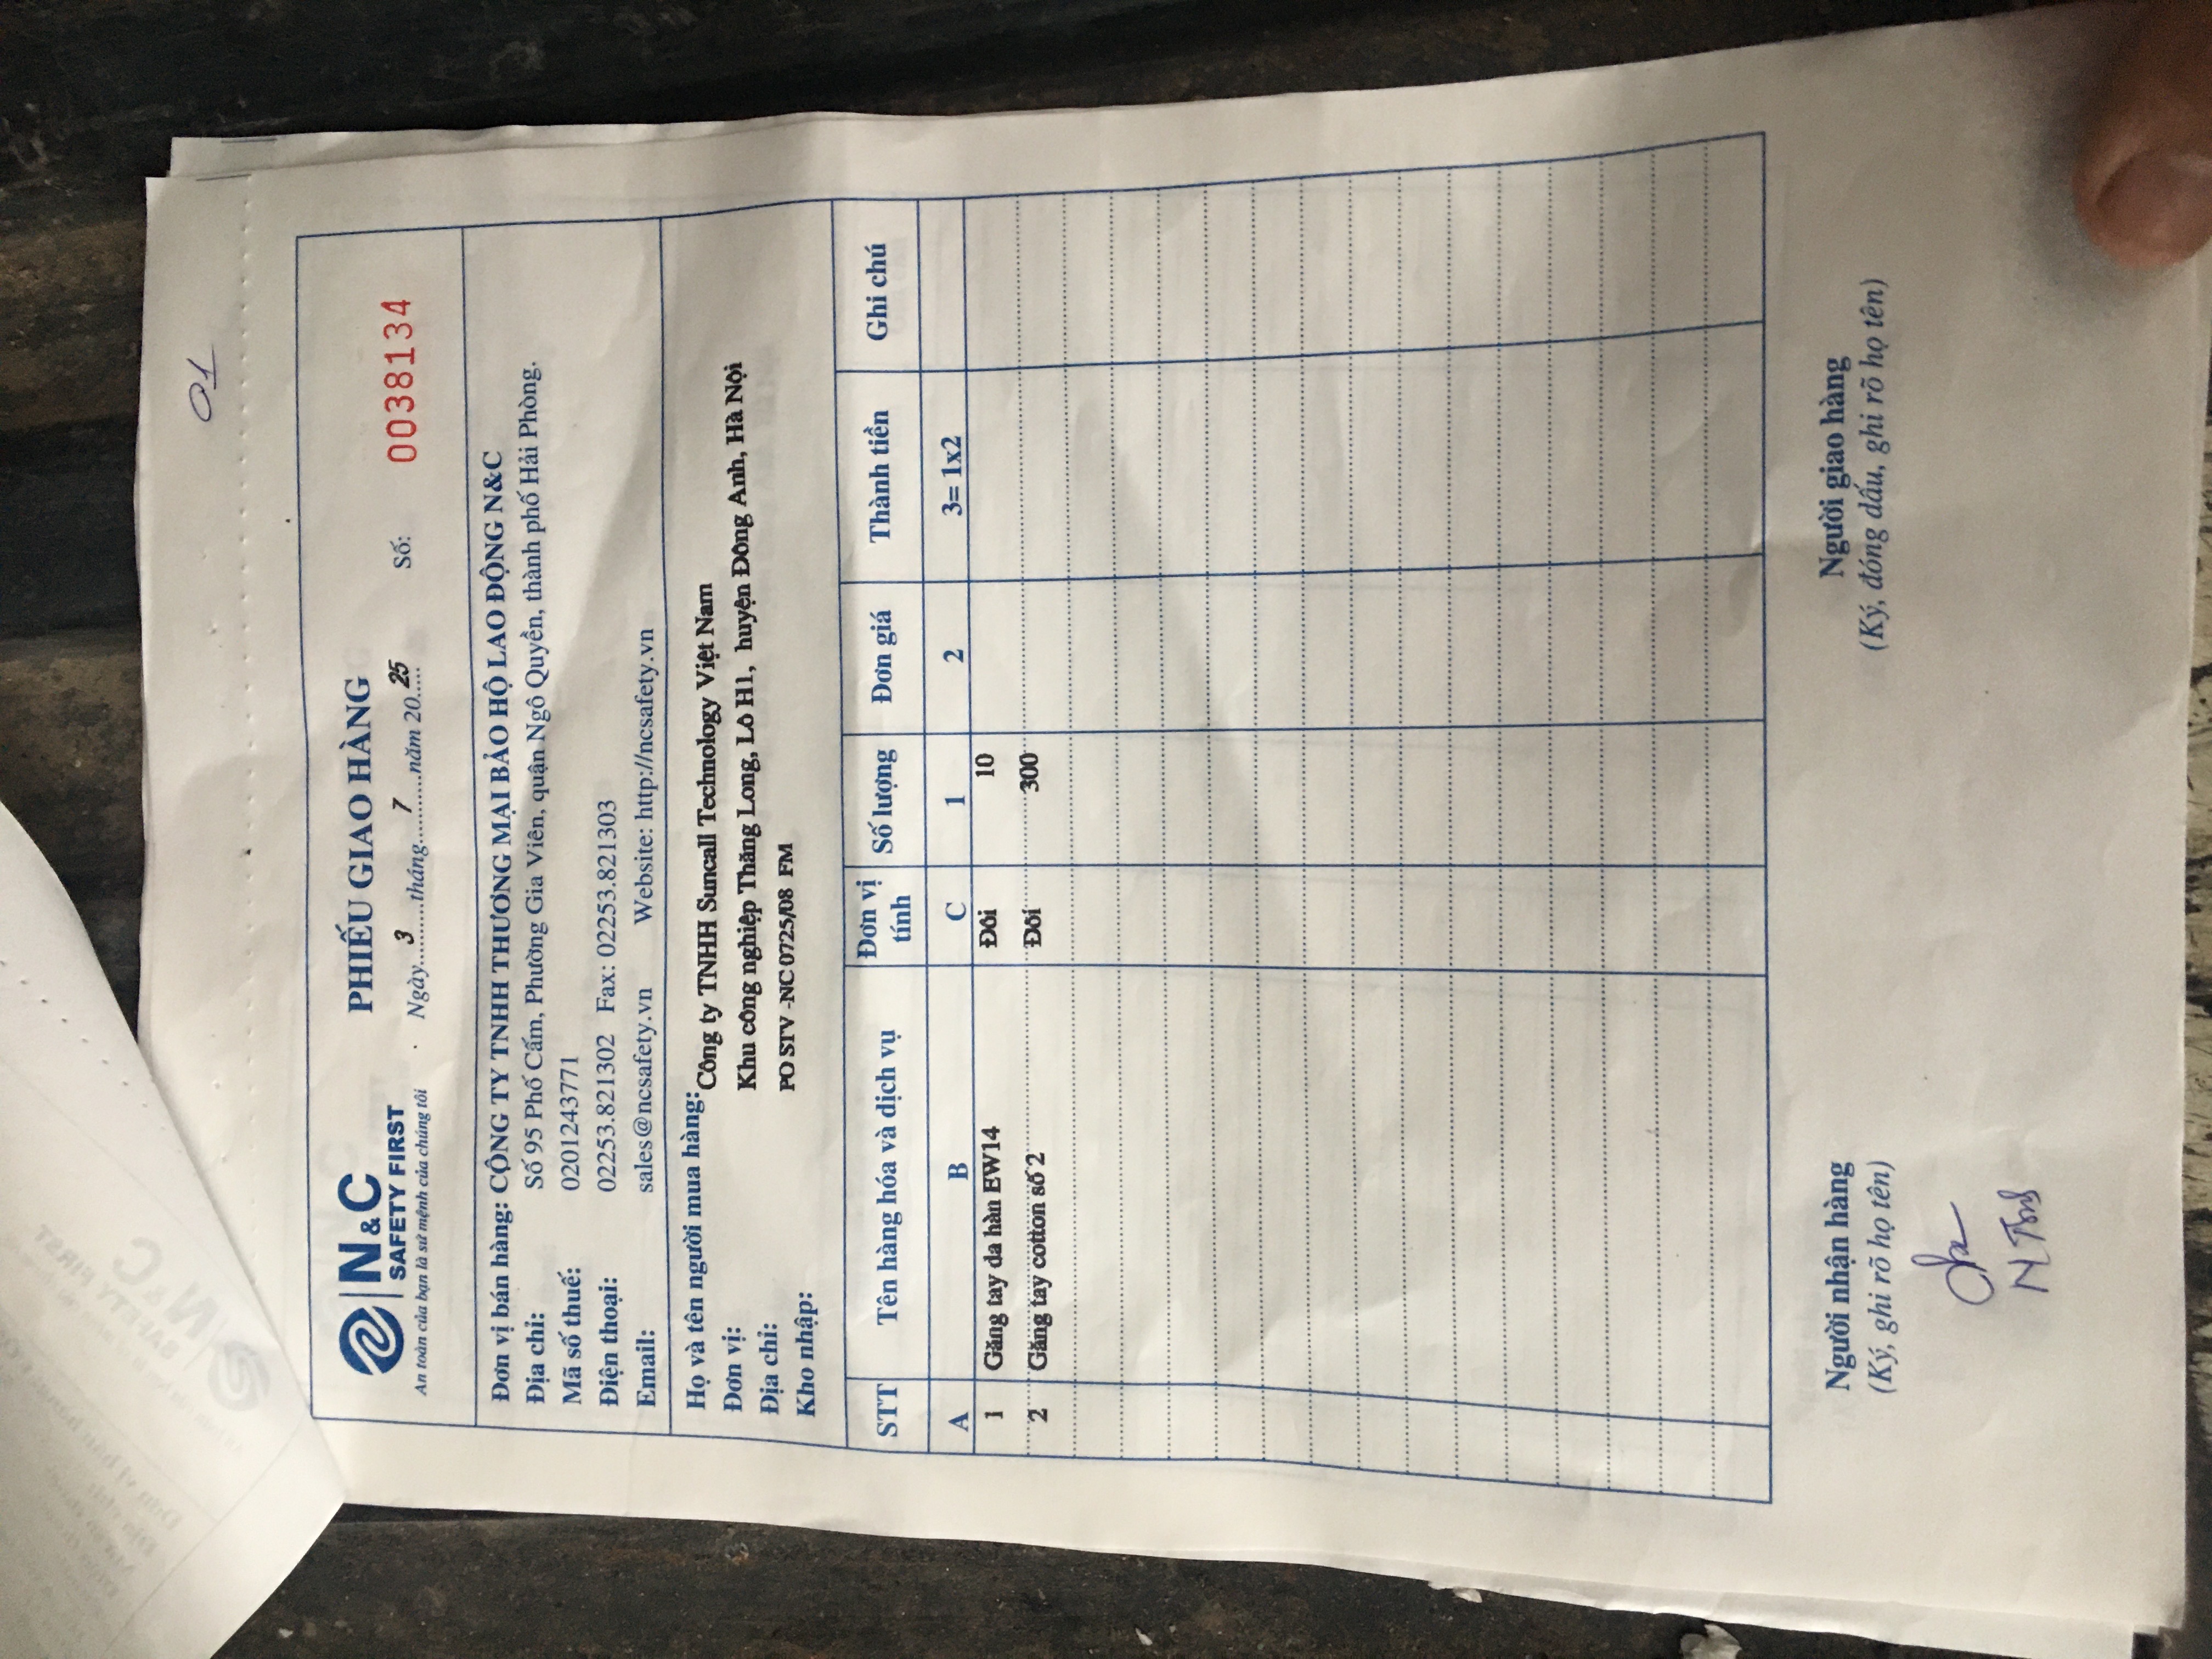 01
N&C
SAFETY FIRST
An toàn của bạn là sứ mệnh của chúng tôi
PHIẾU GIAO HÀNG
Ngày....3....tháng....7....năm 20.25.... Số: 0038134
Đơn vị bán hàng: CÔNG TY TNHH THƯƠNG MẠI BẢO HỘ LAO ĐỘNG N&C
Địa chỉ: Số 95 Phố Cấm, Phường Gia Viên, quận Ngô Quyền, thành phố Hải Phòng.
Mã số thuế: 0201243771
Điện thoại: 02253.821302 Fax: 02253.821303
Email: sales@ncsafety.vn Website: http://ncsafety.vn
Họ và tên người mua hàng:
Đơn vị: Công ty TNHH Suncall Technology Việt Nam
Địa chỉ: Khu công nghiệp Thăng Long, Lô H1, huyện Đông Anh, Hà Nội
Kho nhập: PO STV -NC 0725/08 FM
STT Tên hàng hóa và dịch vụ Đơn vị tính Số lượng Đơn giá Thành tiền Ghi chú
A B C 1 2 3= 1x2
1 Găng tay da hàn EW14 Đôi 10
2 Găng tay cotton số 2 Đôi 300
Người nhận hàng Người giao hàng
(Ký, ghi rõ họ tên) (Ký, đóng dấu, ghi rõ họ tên)